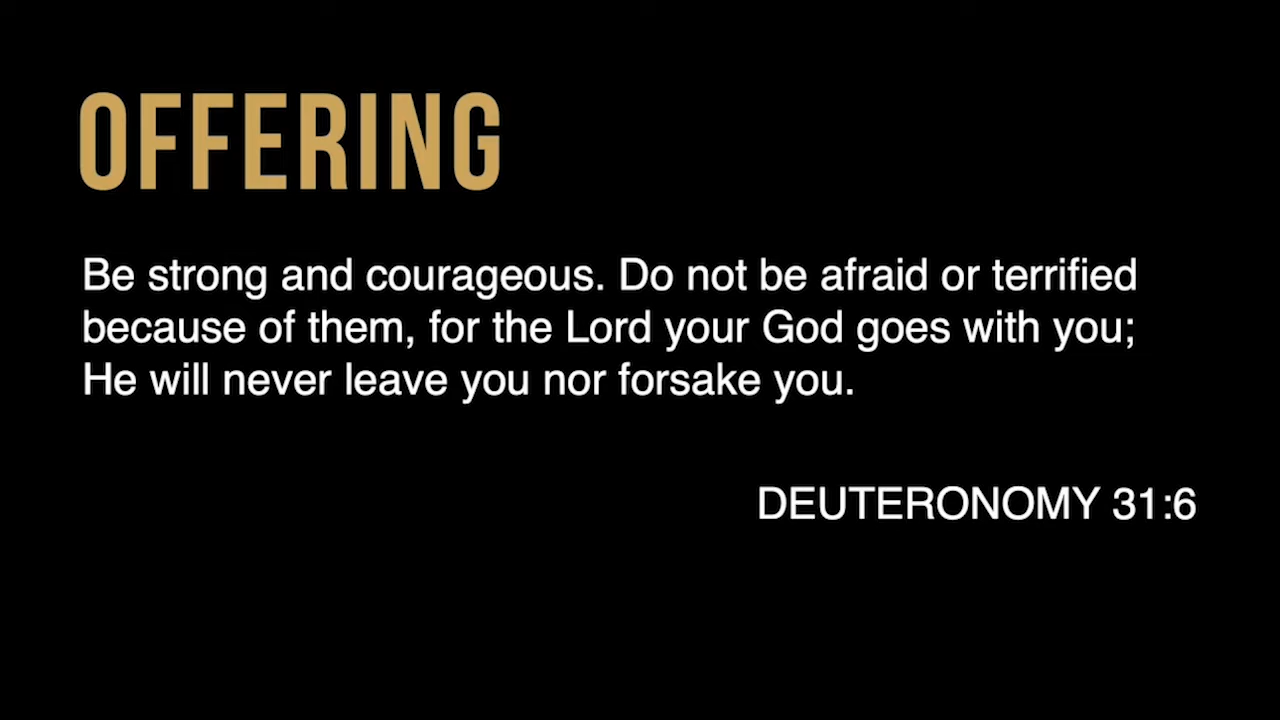 OFFERING
Be strong and courageous. Do not be afraid or terrified
because of them, for the Lord your God goes with you;
He will never leave you nor forsake you.
DEUTERONOMY 31:6